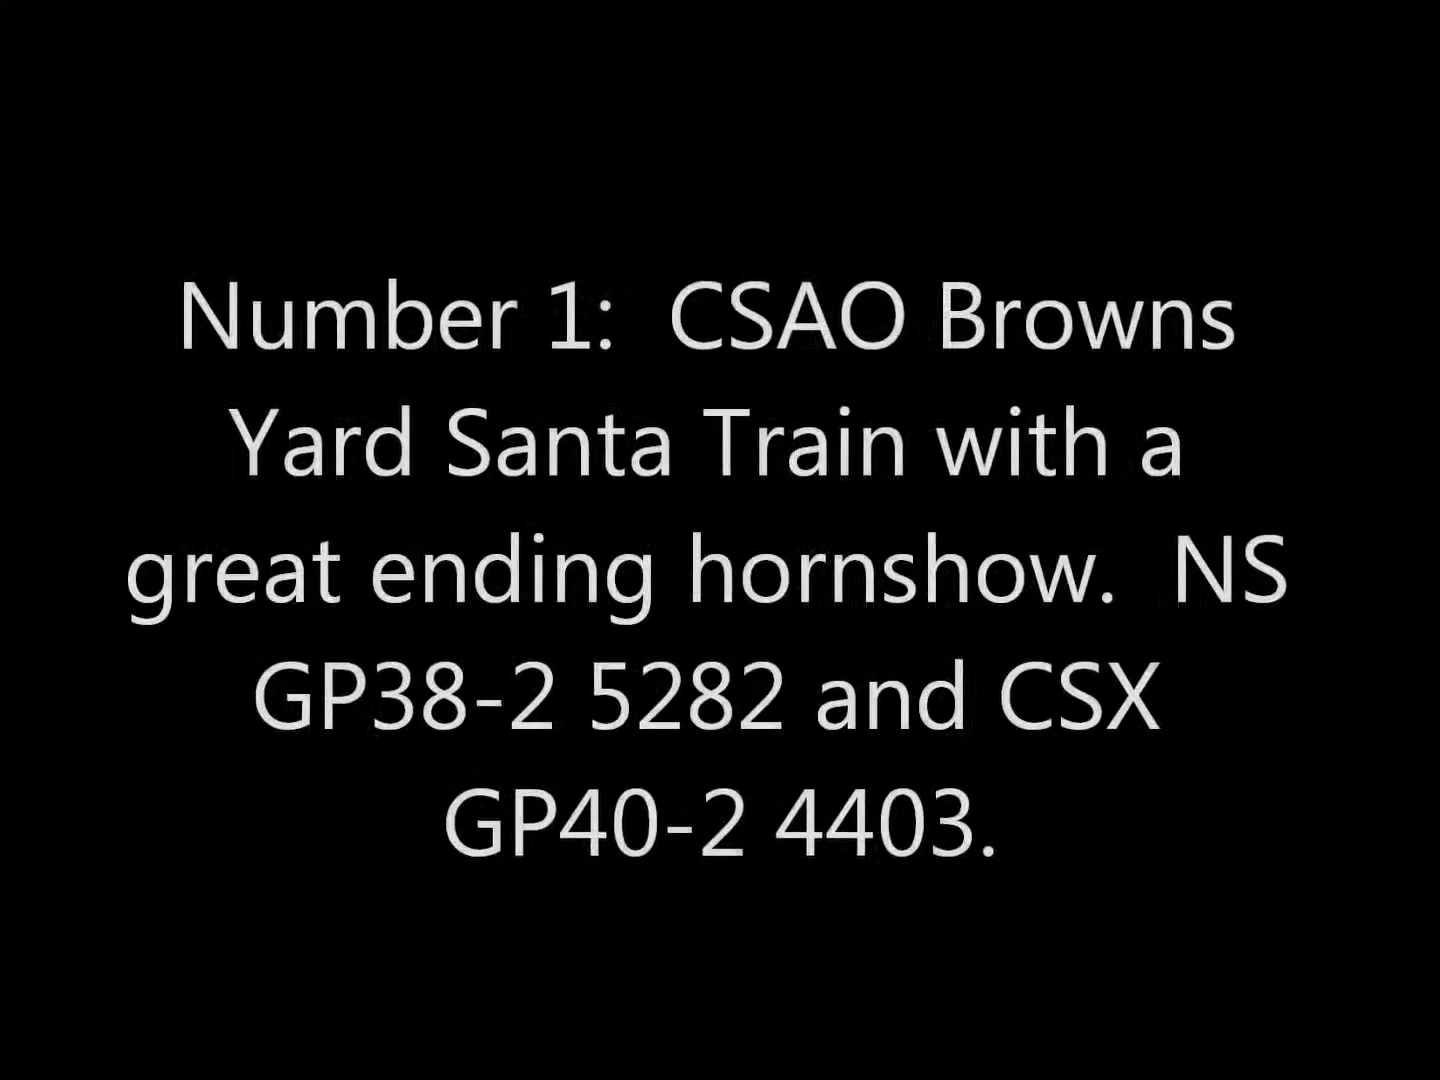 Number 1:  CSAO Browns
Yard Santa Train with a
great ending hornshow.  NS
GP38-2 5282 and CSX
GP40-2 4403.